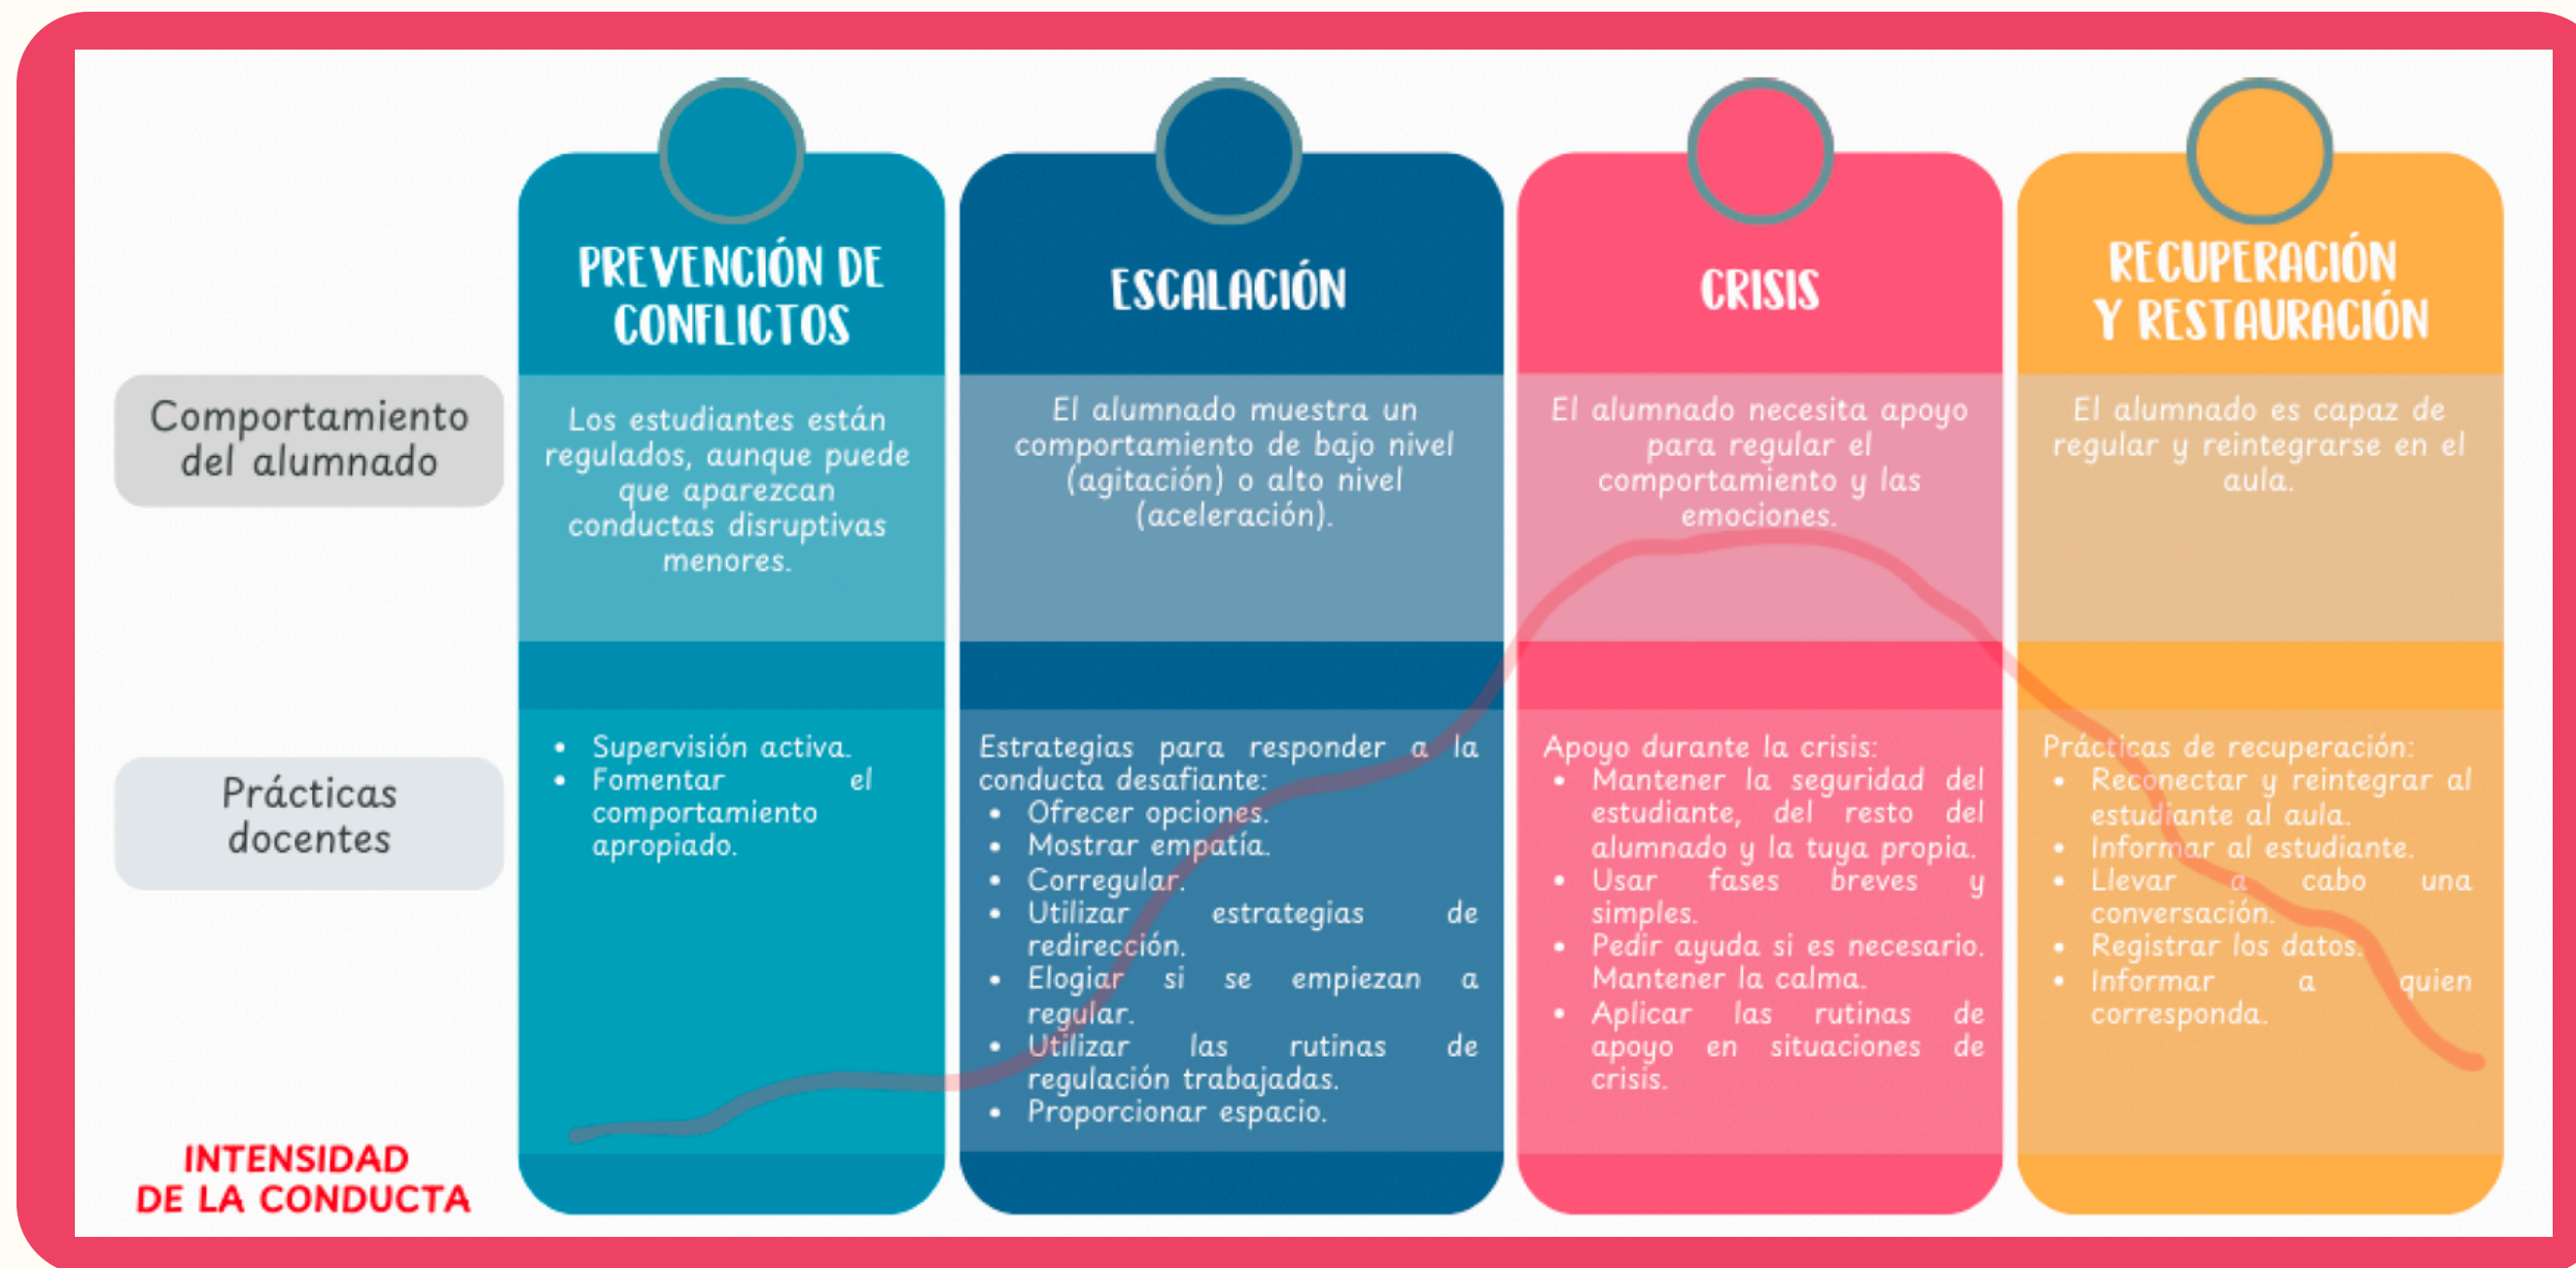 PREVENCIÓN DE
CONFLICTOS
ESCALACIÓN
CRISIS
RECUPERACIÓN
Y RESTAURACIÓN
Comportamiento
del alumnado
Los estudiantes están
regulados, aunque puede
que aparezcan
conductas disruptivas
menores.
El alumnado muestra un
comportamiento de bajo nivel
(agitación) o alto nivel
(aceleración).
El alumnado necesita apoyo
para regular el
comportamiento y las
emociones.
El alumnado es capaz de
regular y reintegrarse en el
aula.
Prácticas
docentes
• Supervisión activa.
• Fomentar el
comportamiento
apropiado.
Estrategias para responder a la
conducta desafiante:
• Ofrecer opciones.
• Mostrar empatía.
• Corregular.
• Utilizar estrategias de
redirección.
• Elogiar si se empiezan a
regular.
• Utilizar las rutinas de
regulación trabajadas.
• Proporcionar espacio.
Apoyo durante la crisis:
• Mantener la seguridad del
estudiante, del resto del
alumnado y la tuya propia.
• Usar fases breves y
simples.
• Pedir ayuda si es necesario.
Mantener la calma.
• Aplicar las rutinas de
apoyo en situaciones de
crisis.
Prácticas de recuperación:
• Reconectar y reintegrar al
estudiante al aula.
• Informar al estudiante.
• Llevar a cabo una
conversación.
• Registrar los datos.
• Informar a quien
corresponda.
INTENSIDAD
DE LA CONDUCTA